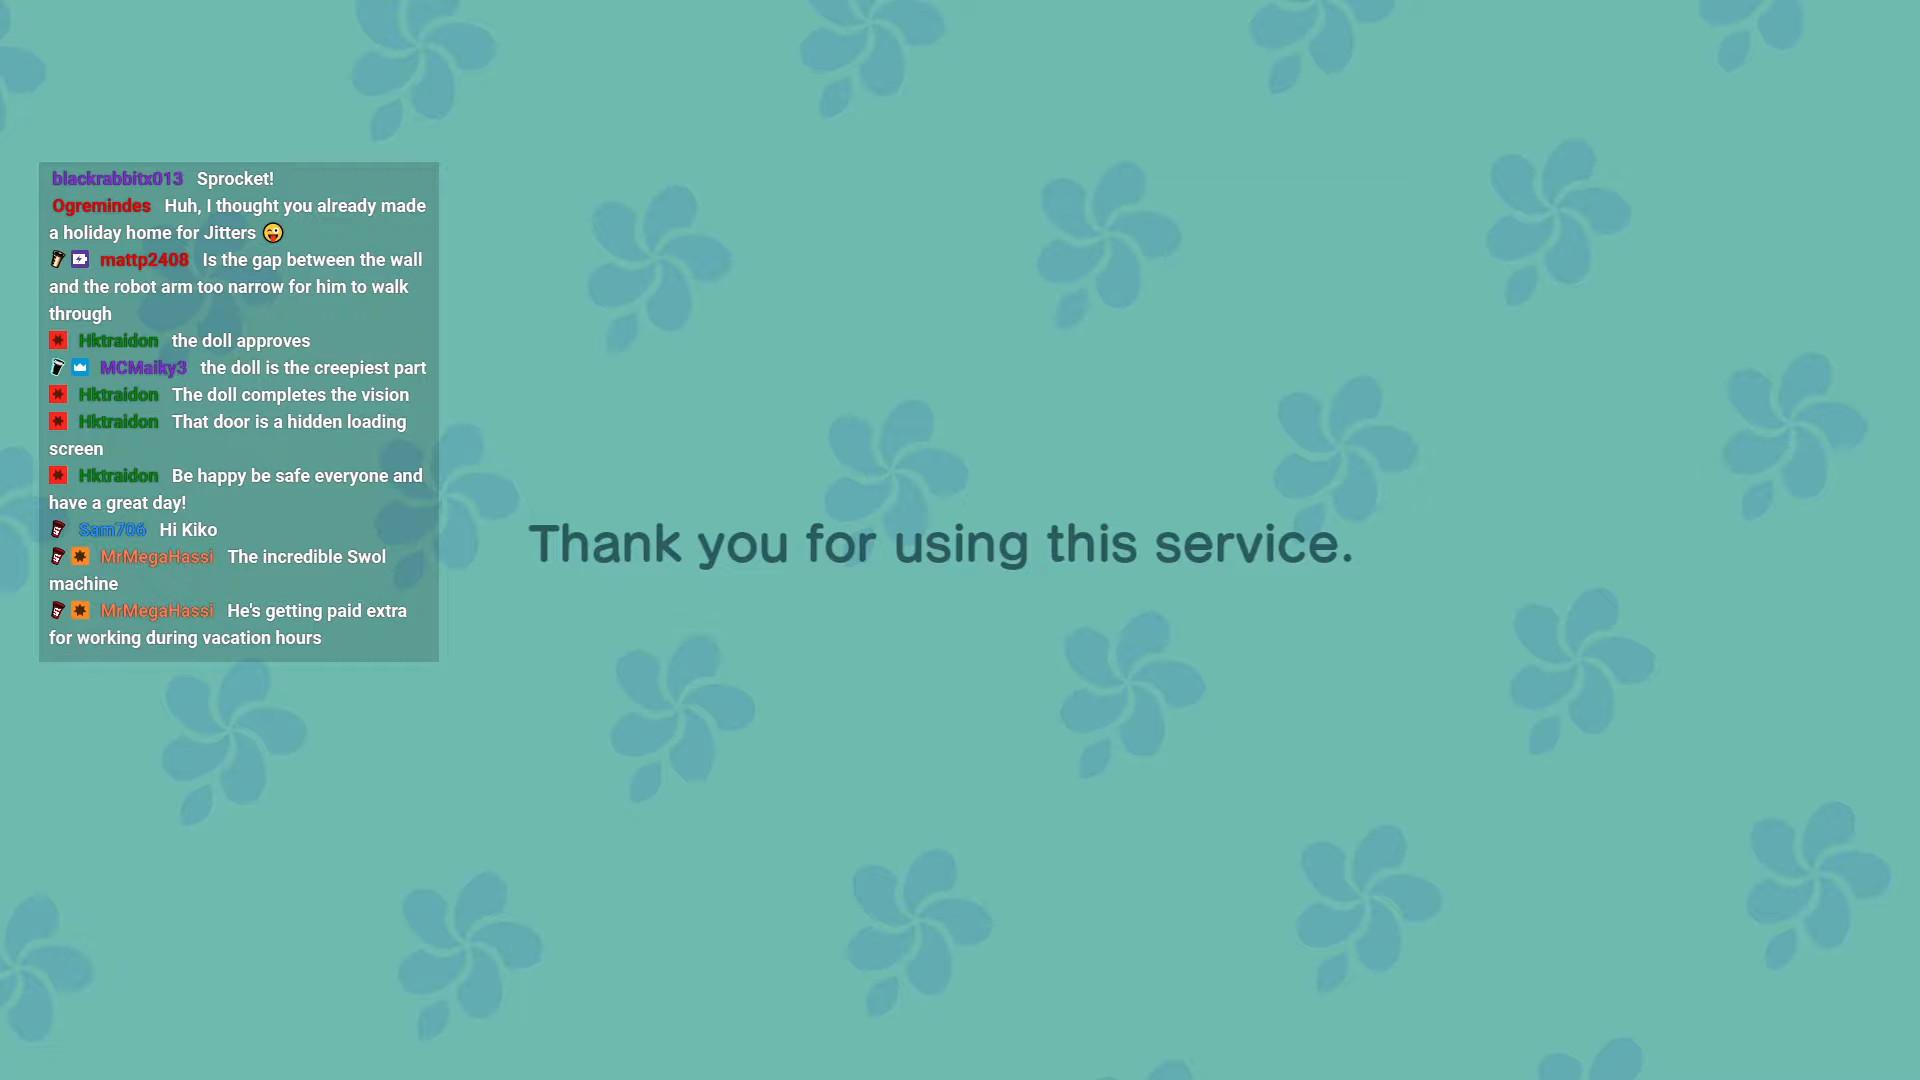 blackrabbitx013 Sprocket!
Ogremindes Huh, I thought you already made
a holiday home for Jitters 😜
mattp2408 Is the gap between the wall
and the robot arm too narrow for him to walk
through
Hktraidon the doll approves
MCMaiky3 the doll is the creepiest part
Hktraidon The doll completes the vision
Hktraidon That door is a hidden loading
screen
Hktraidon Be happy be safe everyone and
have a great day!
Sam706 Hi Kiko
MrMegaHassi The incredible Swol
machine
MrMegaHassi He's getting paid extra
for working during vacation hours
Thank you for using this service.